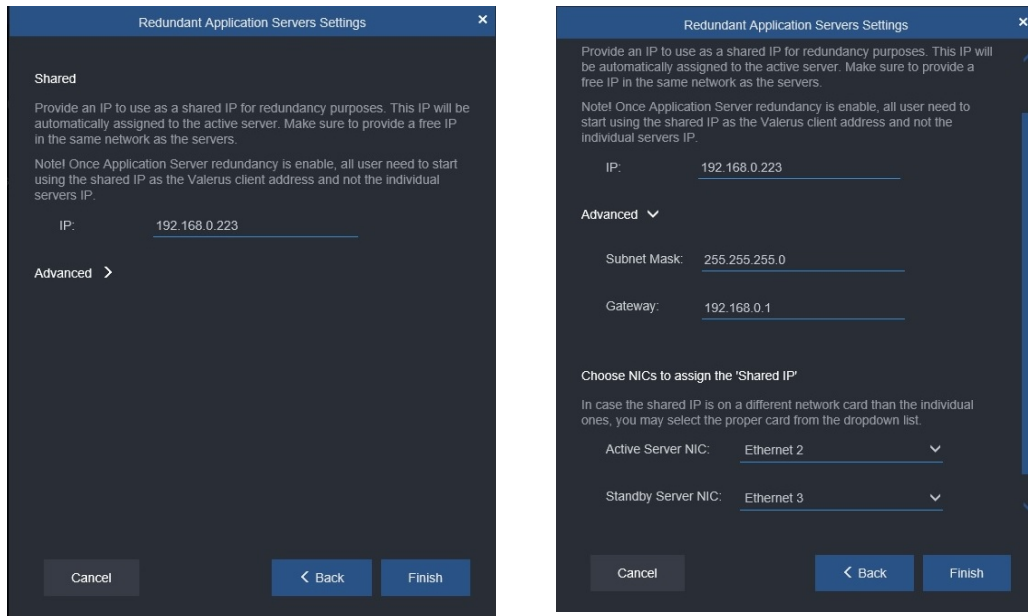 Redundant Application Servers Settings
Shared
Provide an IP to use as a shared IP for redundancy purposes. This IP will be
automatically assigned to the active server. Make sure to provide a free IP
in the same network as the servers.
Note! Once Application Server redundancy is enable, all user need to start
using the shared IP as the Valerus client address and not the individual
servers IP.
IP: 192.168.0.223
Advanced
Cancel
Back
Finish
Redundant Application Servers Settings
Provide an IP to use as a shared IP for redundancy purposes. This IP will
be automatically assigned to the active server. Make sure to provide a
free IP in the same network as the servers.
Note! Once Application Server redundancy is enable, all user need to
start using the shared IP as the Valerus client address and not the
individual servers IP.
IP: 192.168.0.223
Advanced
Subnet Mask: 255.255.255.0
Gateway: 192.168.0.1
Choose NICs to assign the 'Shared IP'
In case the shared IP is on a different network card than the individual
ones, you may select the proper card from the dropdown list.
Active Server NIC: Ethernet 2
Standby Server NIC: Ethernet 3
Cancel
Back
Finish